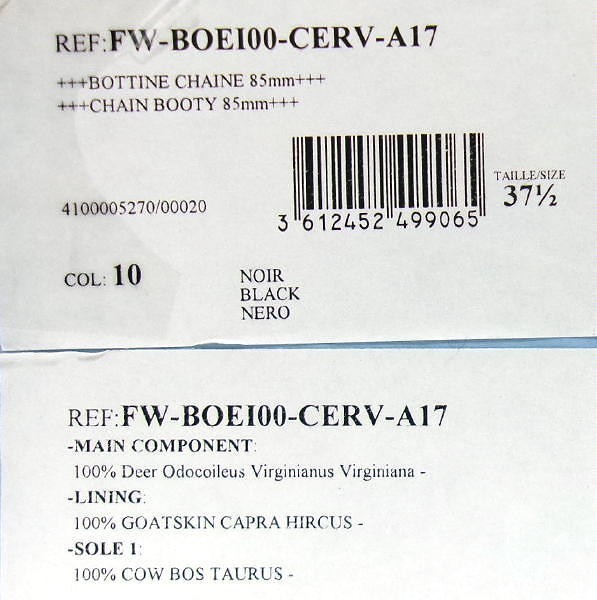 REF:FW-BOEI00-CERV-A17
+++BOTTINE CHAINE 85mm+++
+++CHAIN BOOTY 85mm+++
TAILLE/SIZE
37½
4100005270/00020
3 612452 499065
COL: 10
NOIR
BLACK
NERO
REF:FW-BOEI00-CERV-A17
-MAIN COMPONENT:
100% Deer Odocoileus Virginianus Virginiana -
-LINING:
100% GOATSKIN CAPRA HIRCUS -
-SOLE 1:
100% COW BOS TAURUS -